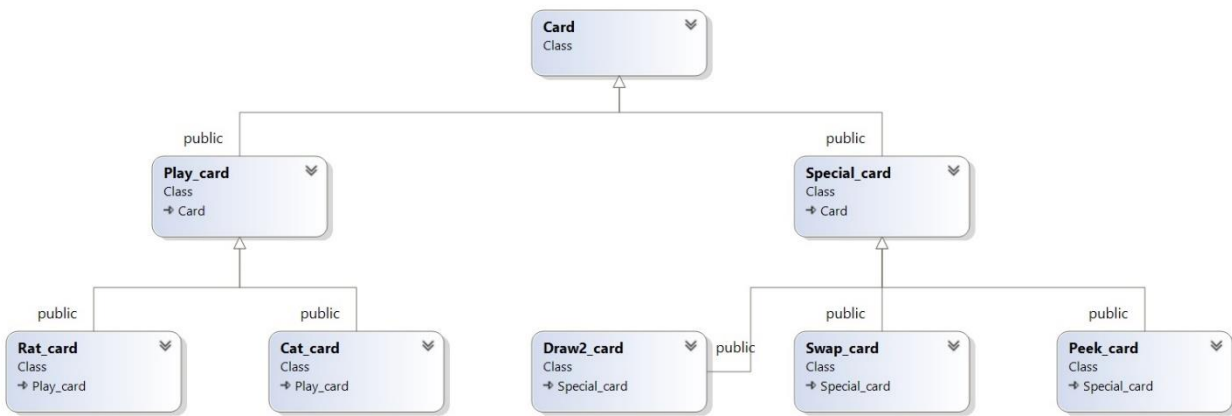 Card
Class
public
public
Play_card
Class
Card
Special_card
Class
Card
public
public
public
public
public
Rat_card
Class
Play_card
Cat_card
Class
Play_card
Draw2_card
Class
Special_card
Swap_card
Class
Special_card
Peek_card
Class
Special_card